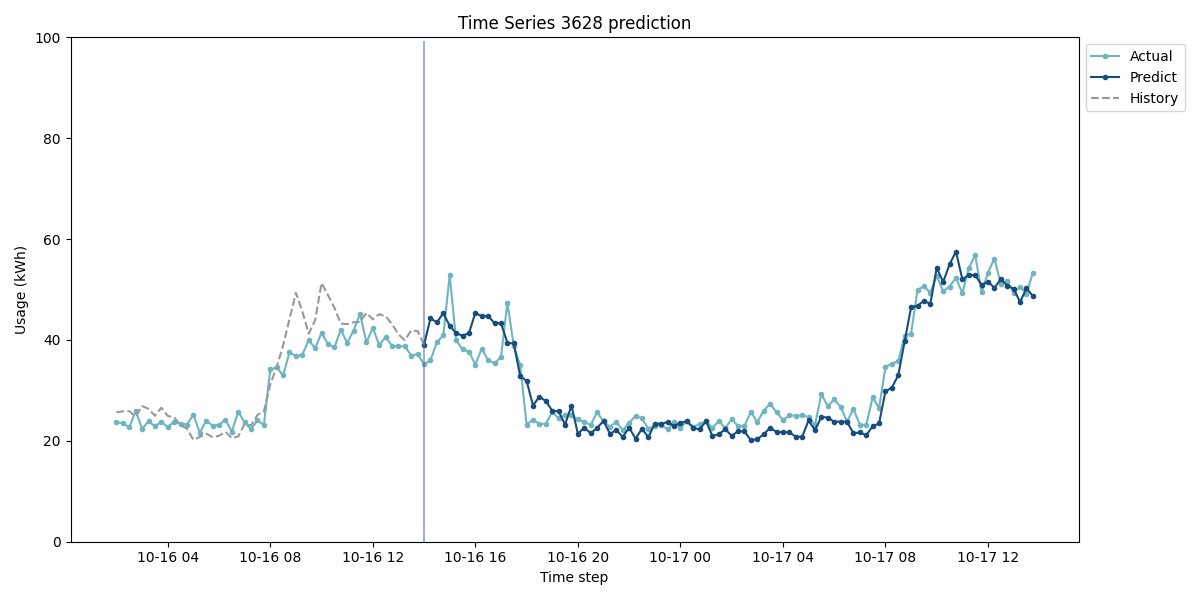 Time Series 3628 prediction
Actual
Predict
History
Usage (kWh)
100
80
60
40
20
0
10-16 04
10-16 08
10-16 12
10-16 16
10-16 20
10-17 00
10-17 04
10-17 08
10-17 12
Time step